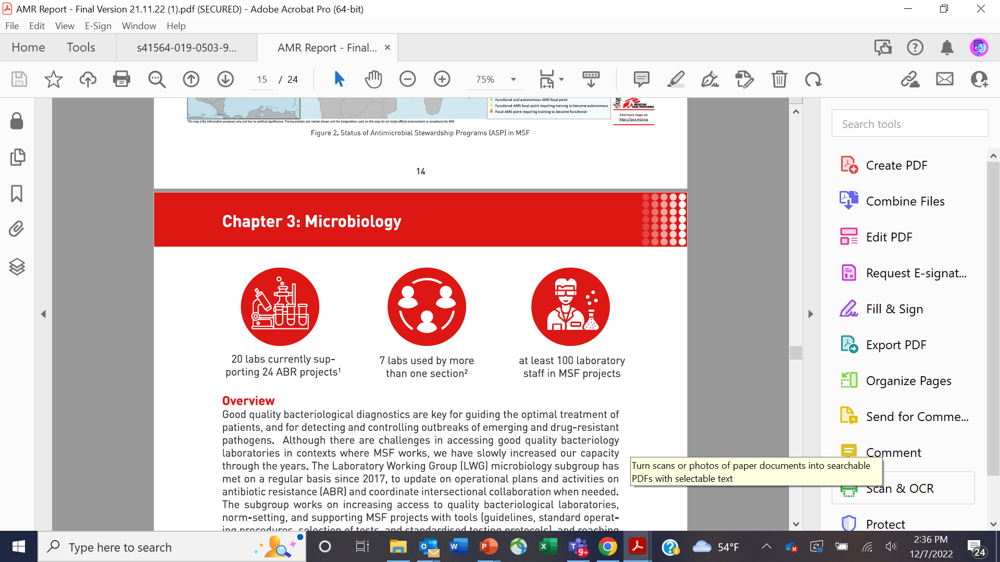 AMR Report - Final Version 21.11.22 (1).pdf (SECURED) - Adobe Acrobat Pro (64-bit)
File Edit View E-Sign Window Help
Home Tools s41564-019-0503-9... AMR Report - Final... ×
15 / 24 75%
Functional and autonomous AMS focal point
Functional AMS focal point requiring training to become autonomous
Focal AMS point requiring training to become functional
MEDECINS
SANS FRONTIERES
Find more maps on
https://geo.msf.org
This map is for information purposes only and has no political significance. The boundaries and names shown and the designations used on this map do not imply official endorsement or acceptance by MSF.
Figure 2. Status of Antimicrobial Stewardship Programs (ASP) in MSF
14
Chapter 3: Microbiology
20 labs currently sup-
porting 24 ABR projects¹
7 labs used by more
than one section²
at least 100 laboratory
staff in MSF projects
Overview
Good quality bacteriological diagnostics are key for guiding the optimal treatment of
patients, and for detecting and controlling outbreaks of emerging and drug-resistant
pathogens. Although there are challenges in accessing good quality bacteriology
laboratories in contexts where MSF works, we have slowly increased our capacity
through the years. The Laboratory Working Group (LWG) microbiology subgroup has
met on a regular basis since 2017, to update on operational plans and activities on
antibiotic resistance (ABR) and coordinate intersectional collaboration when needed.
The subgroup works on increasing access to quality bacteriological laboratories,
norm-setting, and supporting MSF projects with tools (guidelines, standard operat-
ing procedures, selection of tests, and standardised testing protocols), and reaching
Search tools
Create PDF
Combine Files
Edit PDF
Request E-signat...
Fill & Sign
Export PDF
Organize Pages
Send for Comme...
Comment
Turn scans or photos of paper documents into searchable
PDFs with selectable text
Scan & OCR
Protect
Type here to search
9+
54°F
2:36 PM
12/7/2022
24